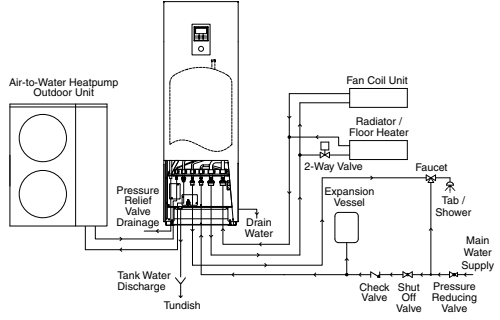 Air-to-Water Heatpump
Outdoor Unit
Fan Coil Unit
Radiator /
Floor Heater
2-Way Valve
Faucet
Pressure
Relief
Valve
Drainage
Drain
Water
Expansion
Vessel
Tab /
Shower
Main
Water
Supply
Tank Water
Discharge
Tundish
Check
Valve
Shut
Off
Valve
Pressure
Reducing
Valve